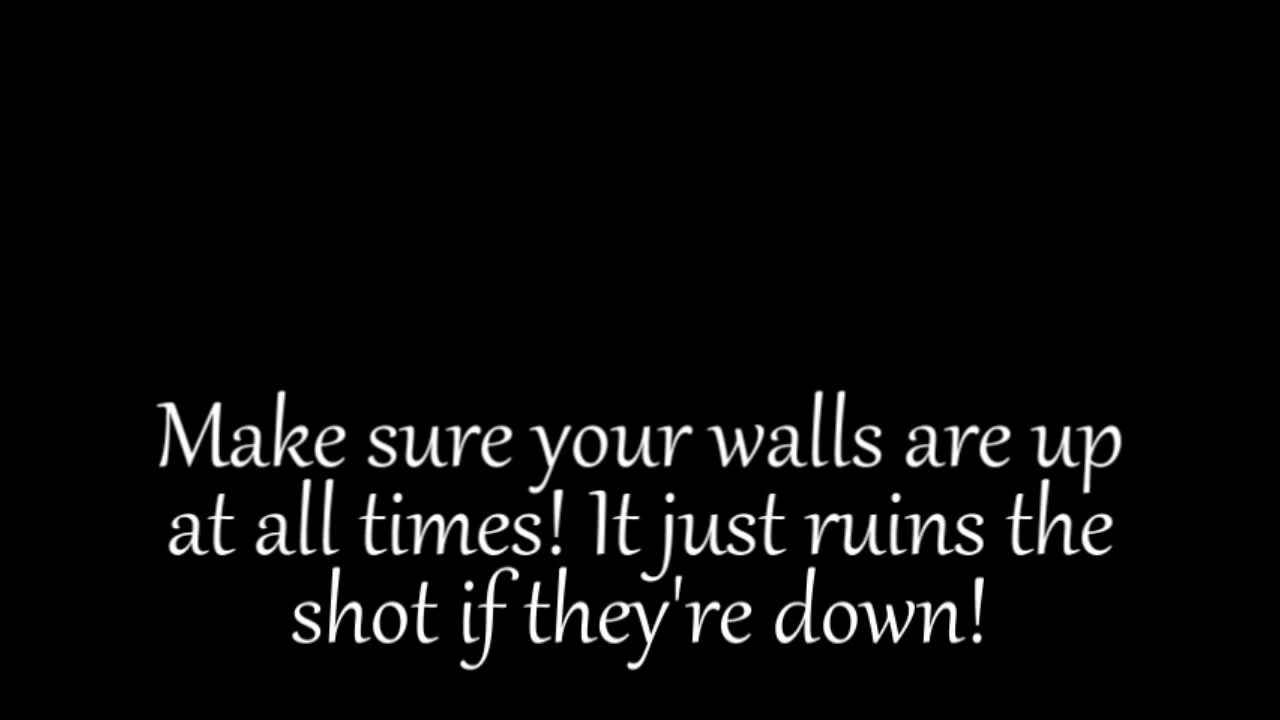 Make sure your walls are up
at all times! It just ruins the
shot if they're down!